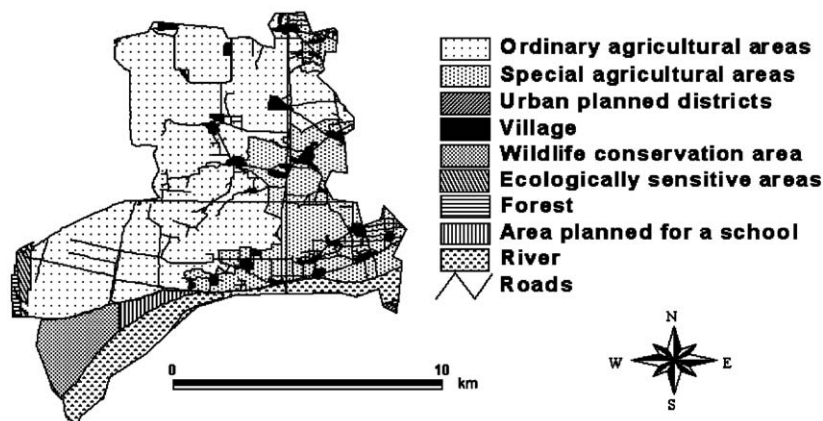 Ordinary agricultural areas
Special agricultural areas
Urban planned districts
Village
Wildlife conservation area
Ecologically sensitive areas
Forest
Area planned for a school
River
Roads
0 10
km
N
W E
S